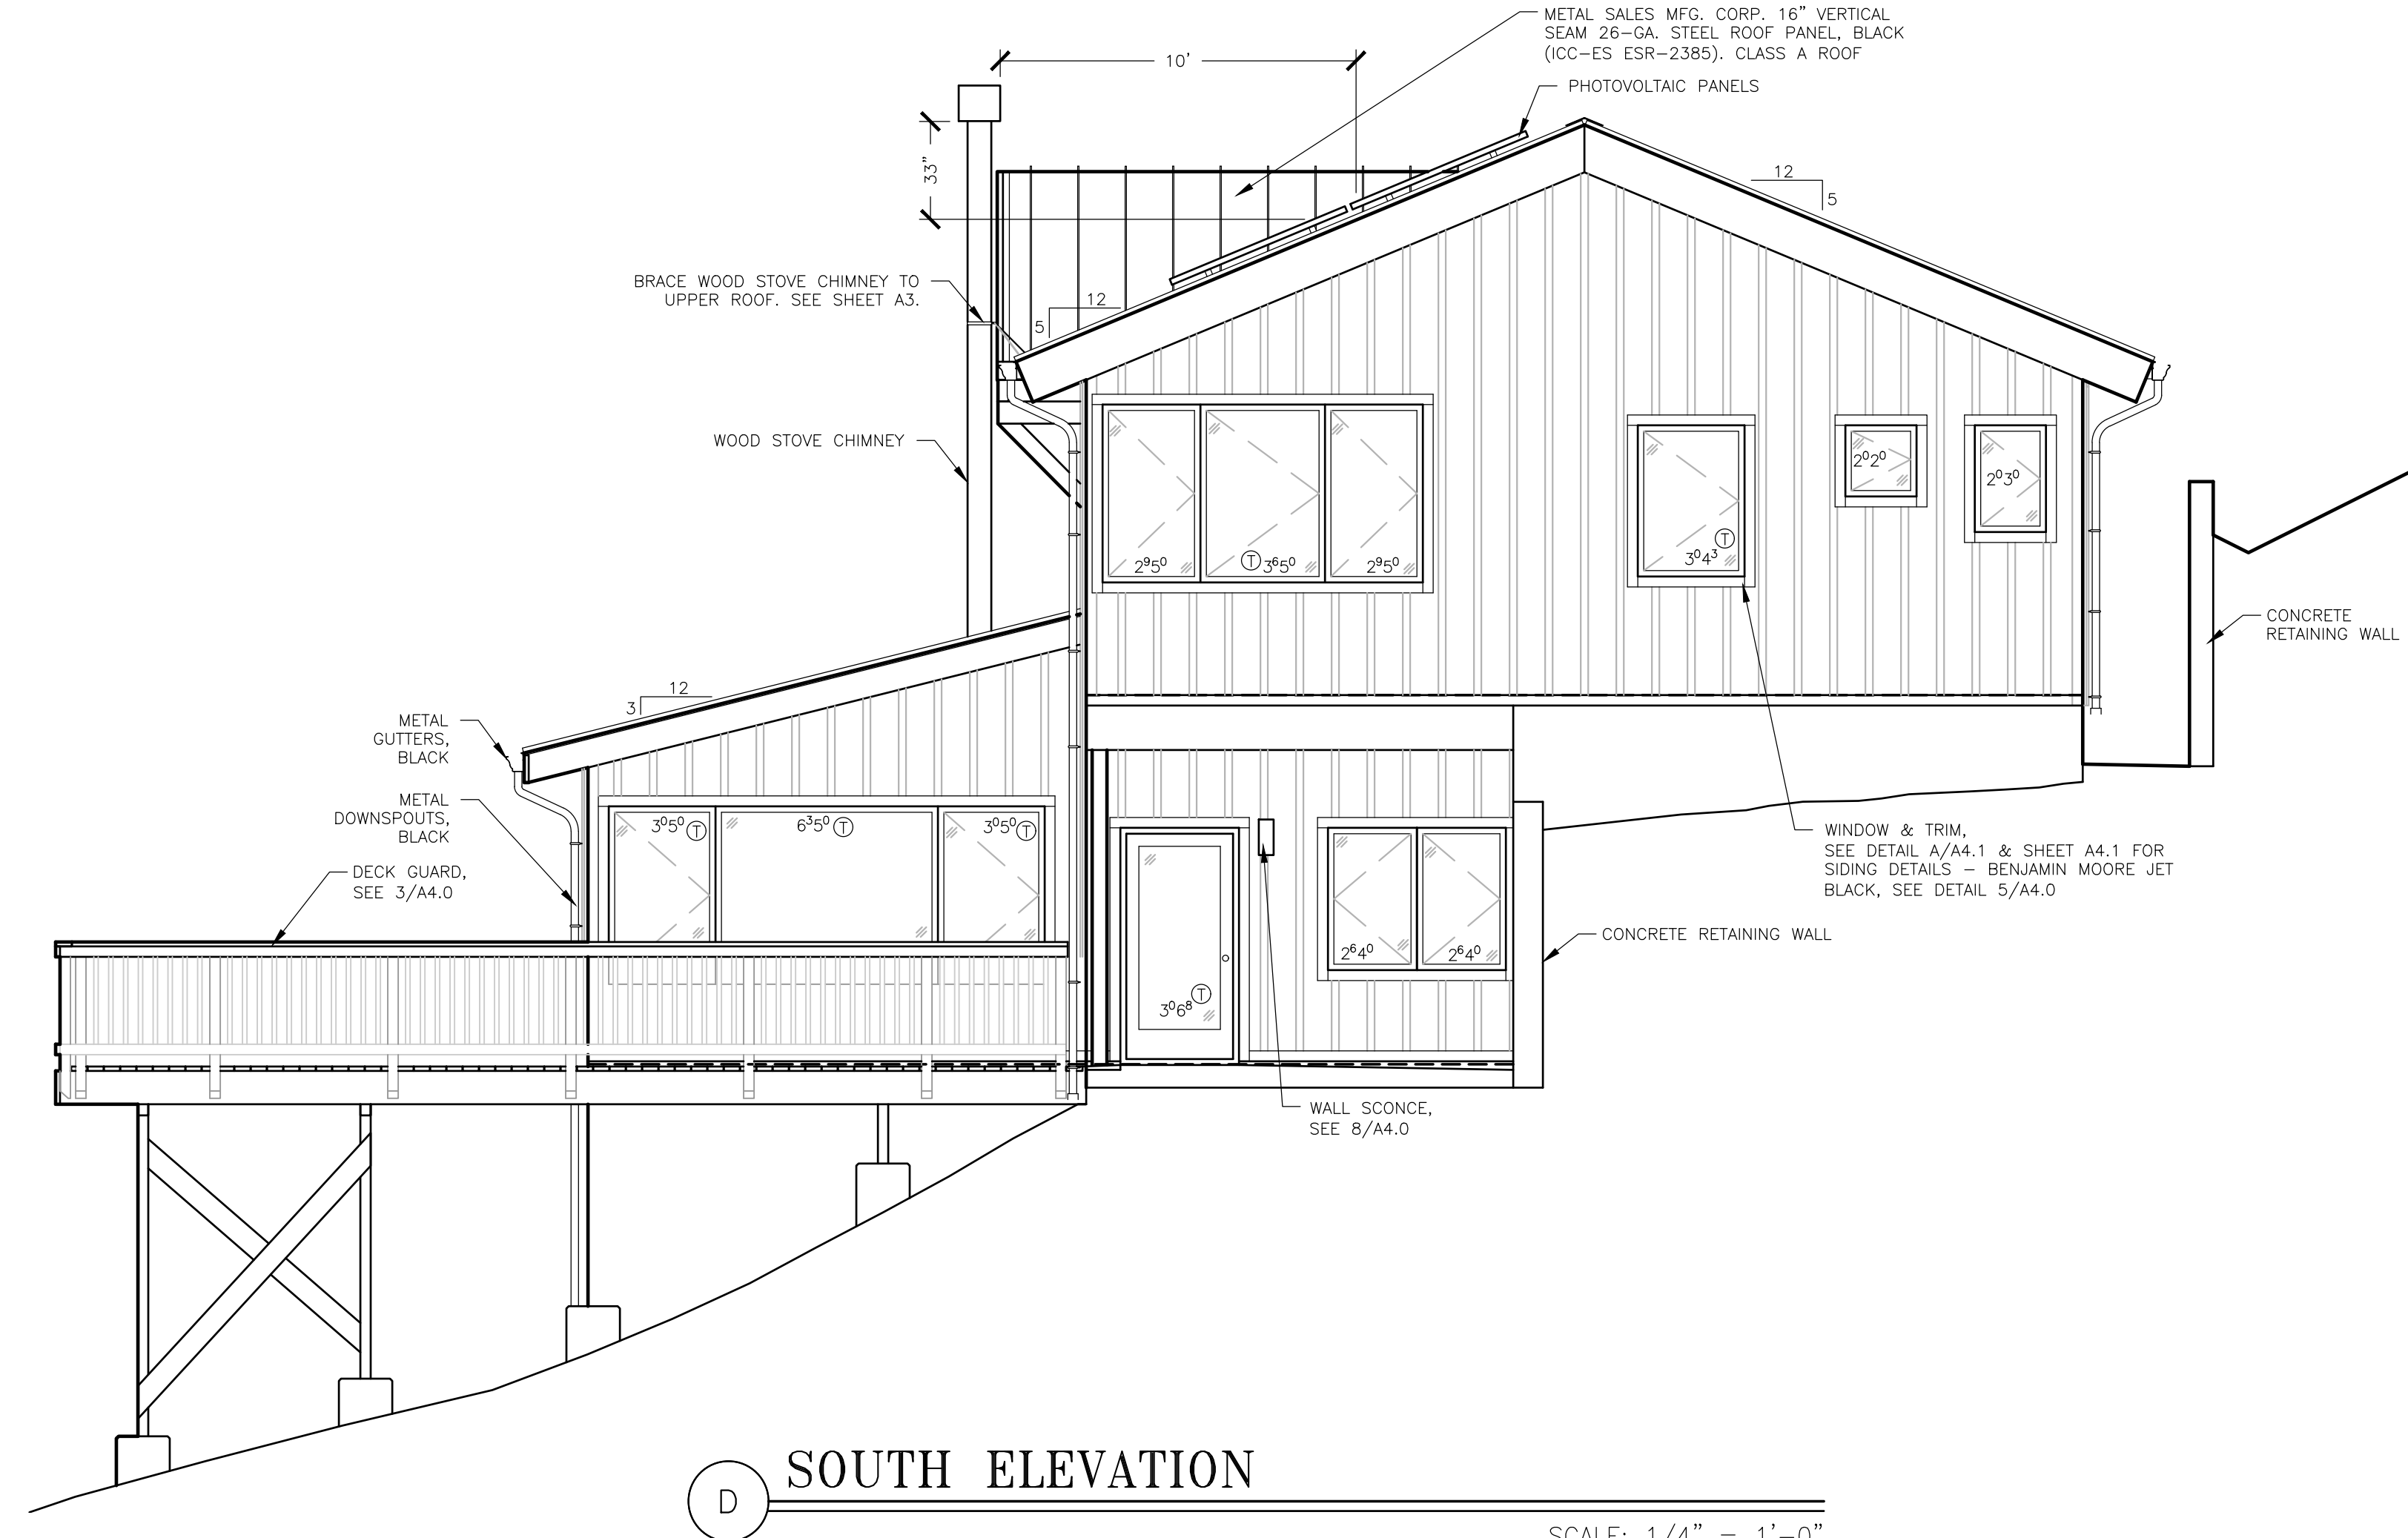 METAL SALES MFG. CORP. 16" VERTICAL
SEAM 26-GA. STEEL ROOF PANEL, BLACK
(ICC-ES ESR-2385). CLASS A ROOF
10'
PHOTOVOLTAIC PANELS
33"
12
5
BRACE WOOD STOVE CHIMNEY TO
UPPER ROOF. SEE SHEET A3.
12
5
WOOD STOVE CHIMNEY
2⁰2⁰
2⁰3⁰
2⁹5⁰
T 3⁶5⁰
2⁹5⁰
T
3⁰4³
CONCRETE
RETAINING WALL
12
3
METAL
GUTTERS,
BLACK
METAL
DOWNSPOUTS,
BLACK
3⁰5⁰ T
6³5⁰ T
3⁰5⁰ T
WINDOW & TRIM,
SEE DETAIL A/A4.1 & SHEET A4.1 FOR
SIDING DETAILS - BENJAMIN MOORE JET
BLACK, SEE DETAIL 5/A4.0
DECK GUARD,
SEE 3/A4.0
CONCRETE RETAINING WALL
2⁶4⁰
2⁶4⁰
T
3⁰6⁸
WALL SCONCE,
SEE 8/A4.0
D
SOUTH ELEVATION
SCALE: 1/4" = 1'-0"